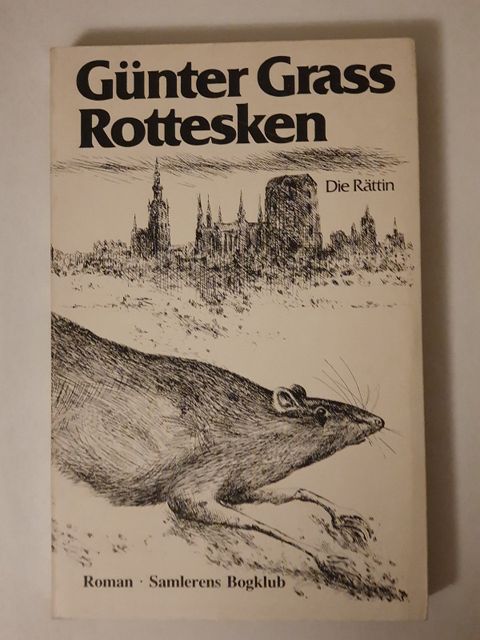 Günter Grass
Rottesken
Die Rättin
Roman · Samlerens Bogklub